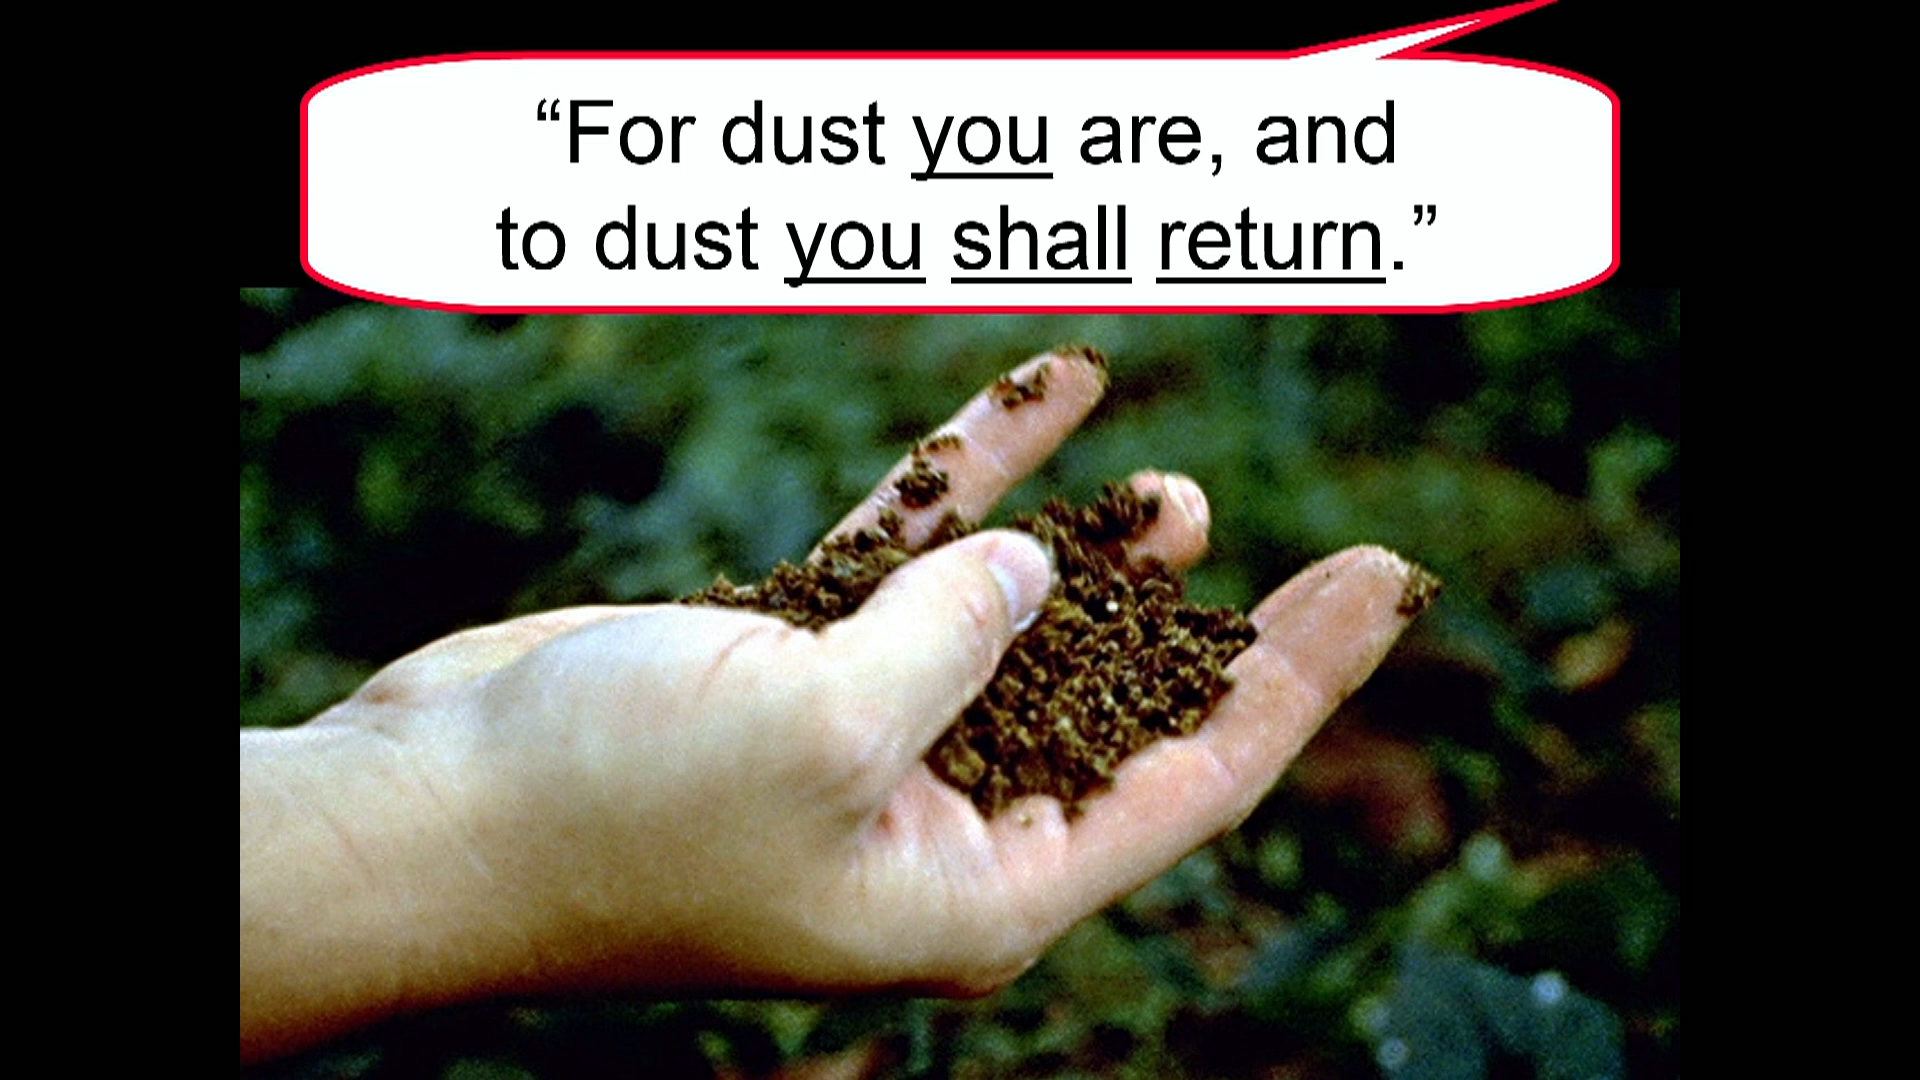 “For dust you are, and
to dust you shall return.”